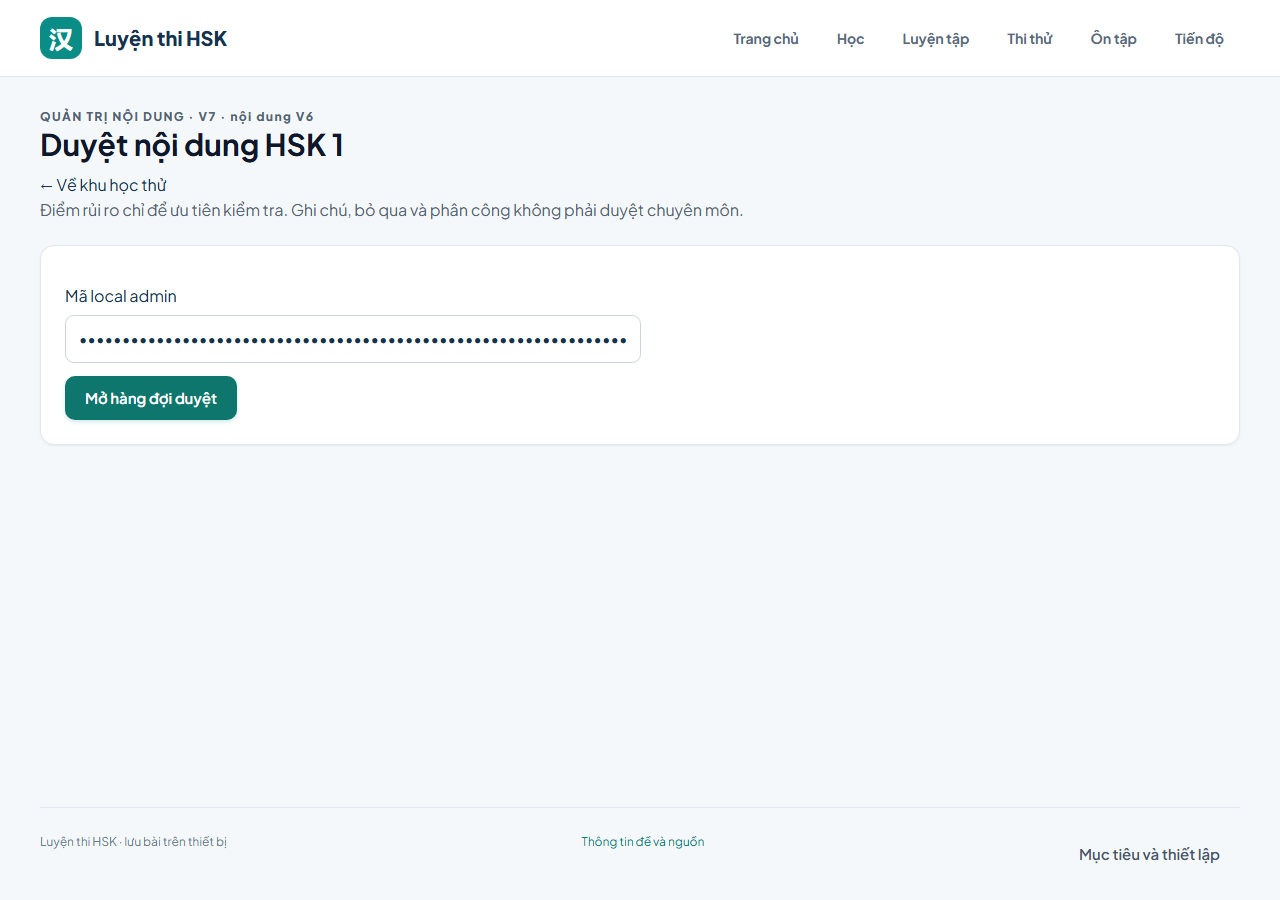 汉 Luyện thi HSK
Trang chủ Học Luyện tập Thi thử Ôn tập Tiến độ
QUẢN TRỊ NỘI DUNG · V7 · nội dung V6
Duyệt nội dung HSK 1
← Về khu học thử
Điểm rủi ro chỉ để ưu tiên kiểm tra. Ghi chú, bỏ qua và phân công không phải duyệt chuyên môn.
Mã local admin
••••••••••••••••••••••••••••••••••••••••••••••••••••••••••••••••
Mở hàng đợi duyệt
Luyện thi HSK · lưu bài trên thiết bị
Thông tin đề và nguồn
Mục tiêu và thiết lập